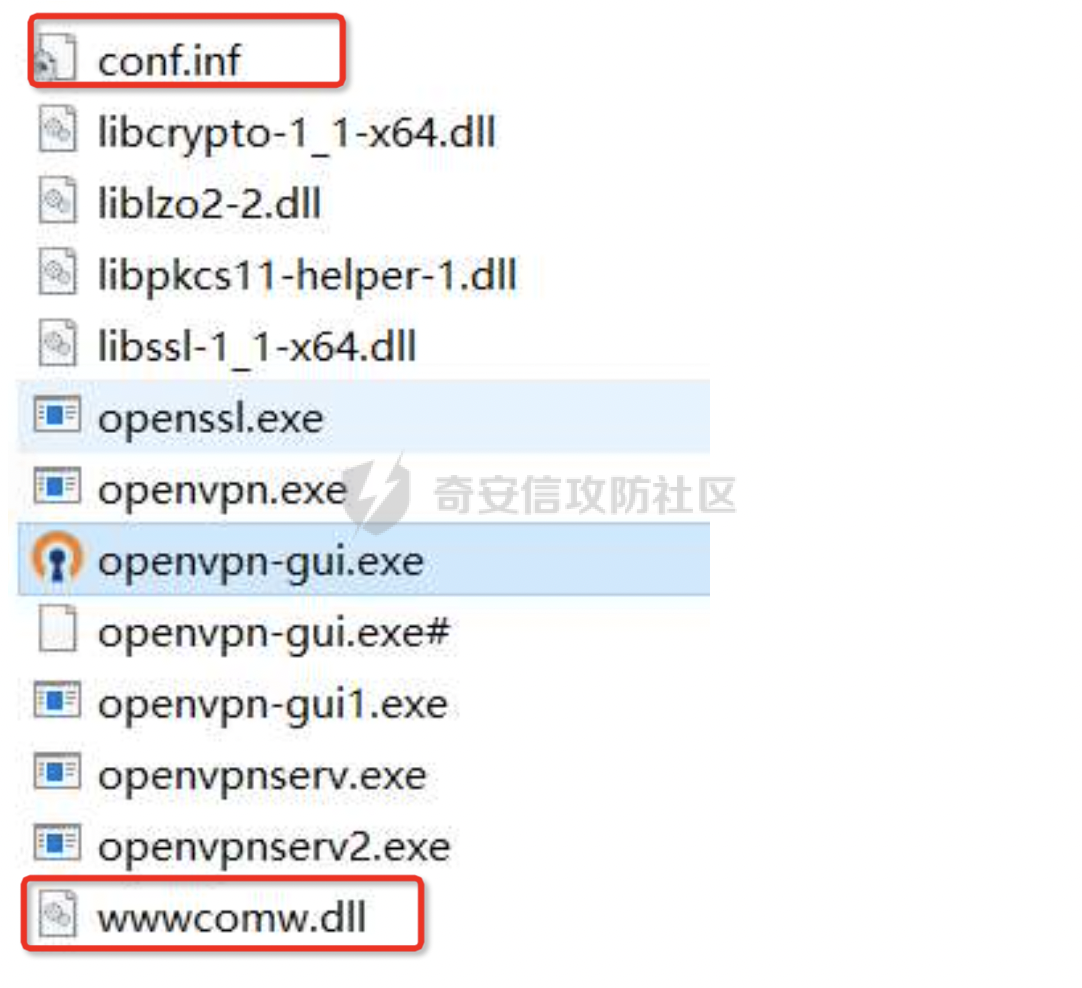 conf.inf
libcrypto-1_1-x64.dll
liblzo2-2.dll
libpkcs11-helper-1.dll
libssl-1_1-x64.dll
openssl.exe
openvpn.exe
奇安信攻防社区
openvpn-gui.exe
openvpn-gui.exe#
openvpn-gui1.exe
openvpnserv.exe
openvpnserv2.exe
wwwcomw.dll